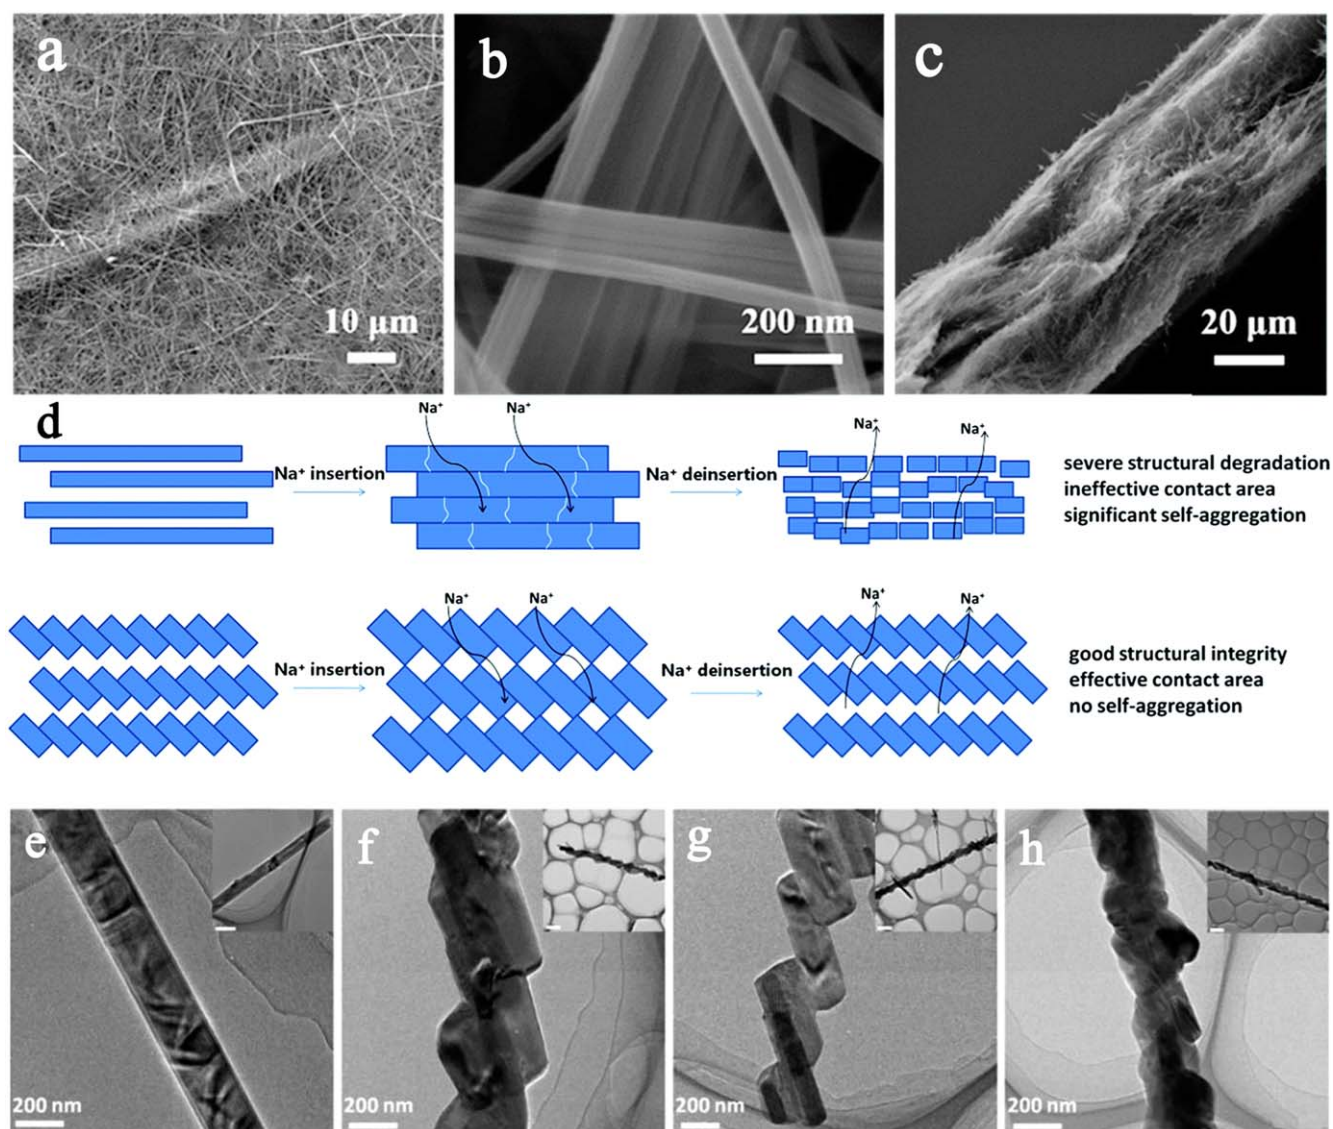 a
b
c
10 μm
200 nm
20 μm
d
Na⁺
Na⁺
Na⁺
Na⁺
Na⁺ insertion
Na⁺ deinsertion
severe structural degradation
ineffective contact area
significant self-aggregation
Na⁺
Na⁺
Na⁺
Na⁺
Na⁺ insertion
Na⁺ deinsertion
good structural integrity
effective contact area
no self-aggregation
e
f
g
h
200 nm
200 nm
200 nm
200 nm